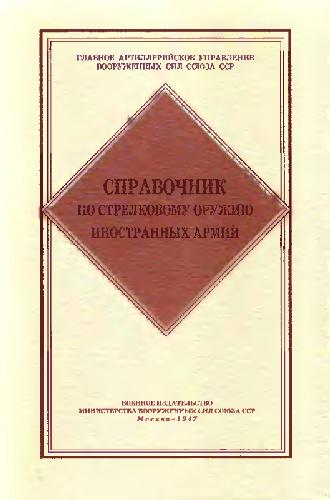 ГЛАВНОЕ АРТИЛЛЕРИЙСКОЕ УПРАВЛЕНИЕ
ВООРУЖЕННЫХ СИЛ СОЮЗА ССР
СПРАВОЧНИК
ПО СТРЕЛКОВОМУ ОРУЖИЮ
ИНОСТРАННЫХ АРМИЙ
ВОЕННОЕ ИЗДАТЕЛЬСТВО
МИНИСТЕРСТВА ВООРУЖЕННЫХ СИЛ СОЮЗА ССР
Москва—1947